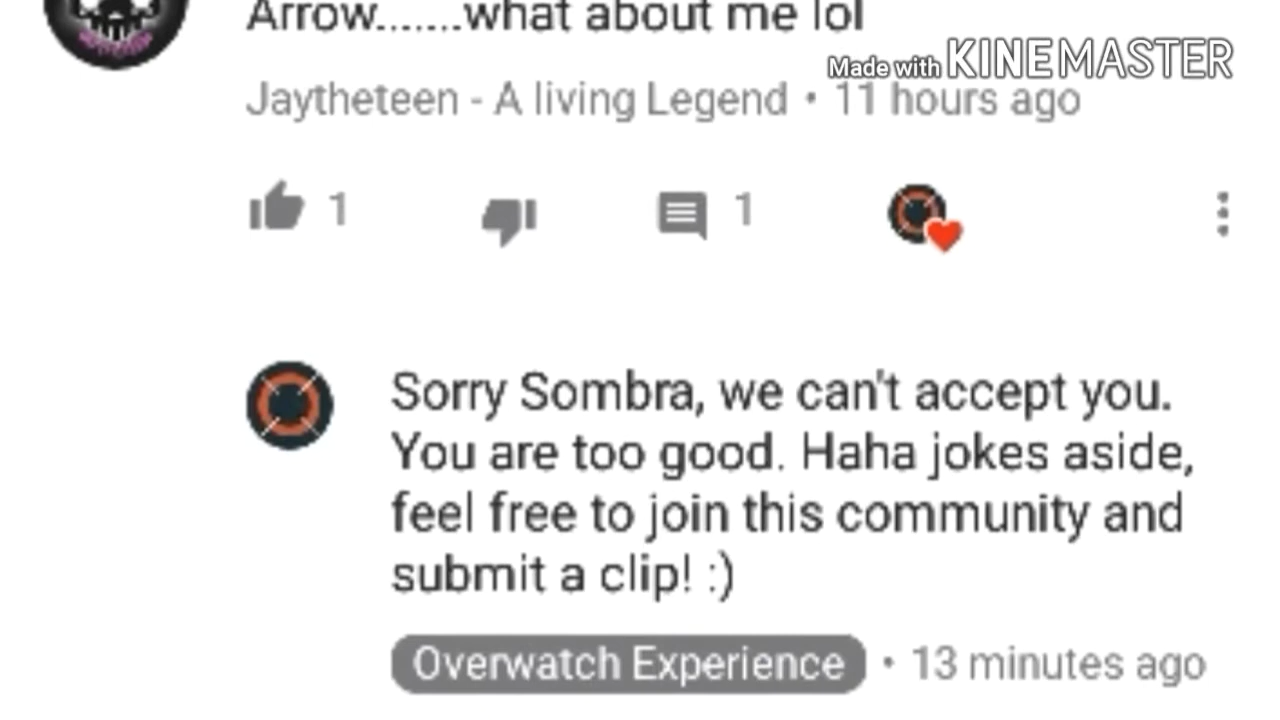 Arrow.......what about me lol
Made with KINEMASTER
Jaytheteen - A living Legend • 11 hours ago
1 1
Sorry Sombra, we can't accept you.
You are too good. Haha jokes aside,
feel free to join this community and
submit a clip! :)
Overwatch Experience • 13 minutes ago